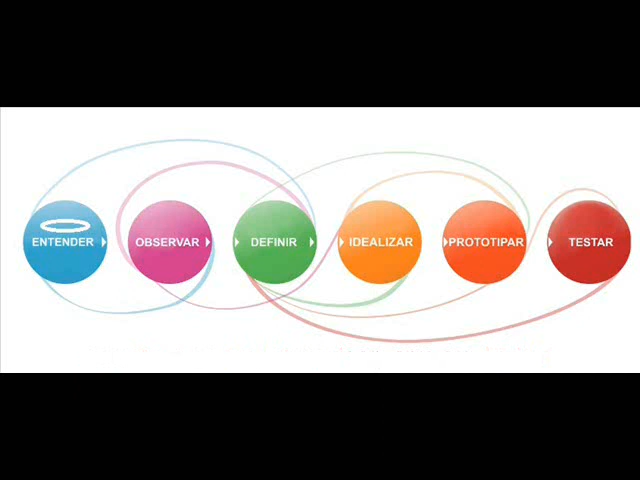 ENTENDER
OBSERVAR
DEFINIR
IDEALIZAR
PROTOTIPAR
TESTAR